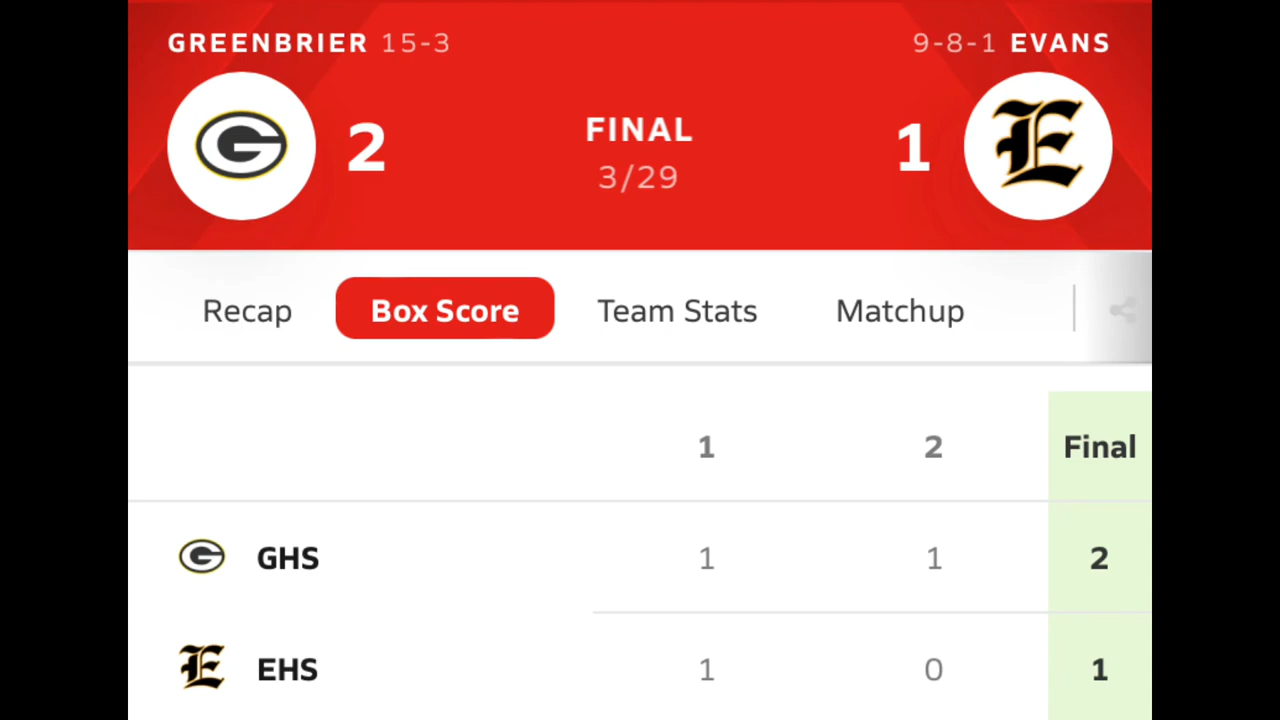 GREENBRIER 15-3
9-8-1 EVANS
G 2 FINAL 1 E
3/29
Recap Box Score Team Stats Matchup
1 2 Final
G GHS 1 1 2
E EHS 1 0 1